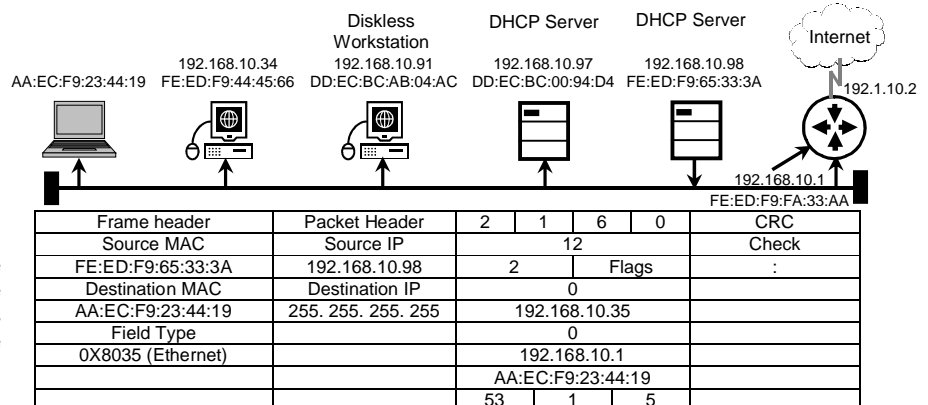 Diskless
Workstation
DHCP Server
DHCP Server
Internet
AA:EC:F9:23:44:19
192.168.10.34
FE:ED:F9:44:45:66
192.168.10.91
DD:EC:BC:AB:04:AC
192.168.10.97
DD:EC:BC:00:94:D4
192.168.10.98
FE:ED:F9:65:33:3A
192.1.10.2
192.168.10.1
FE:ED:F9:FA:33:AA
Frame header Packet Header 2 1 6 0 CRC
Source MAC Source IP 12 Check
FE:ED:F9:65:33:3A 192.168.10.98 2 Flags :
Destination MAC Destination IP 0
AA:EC:F9:23:44:19 255. 255. 255. 255 192.168.10.35
Field Type 0
0X8035 (Ethernet) 192.168.10.1
AA:EC:F9:23:44:19
53 1 5